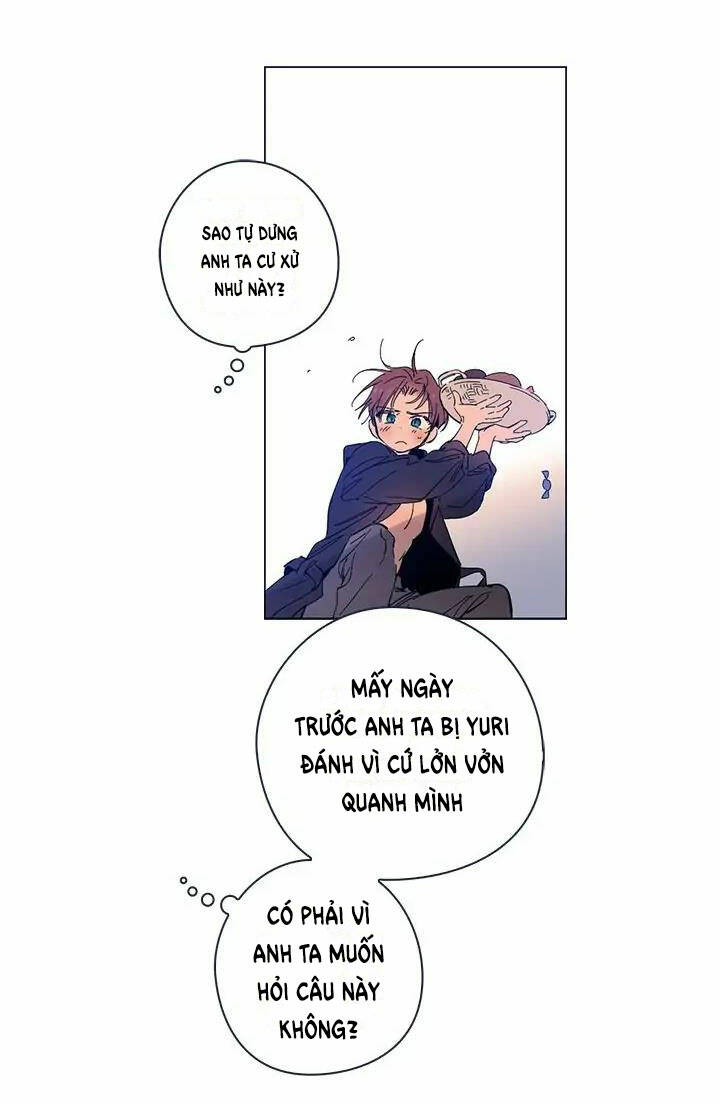 SAO TỰ DƯNG
ANH TA CƯ XỬ
NHƯ NÀY?
MẤY NGÀY
TRƯỚC ANH TA BỊ YURI
ĐÁNH VÌ CỨ LỞN VỞN
QUANH MÌNH
CÓ PHẢI VÌ
ANH TA MUỐN
HỎI CÂU NÀY
KHÔNG?